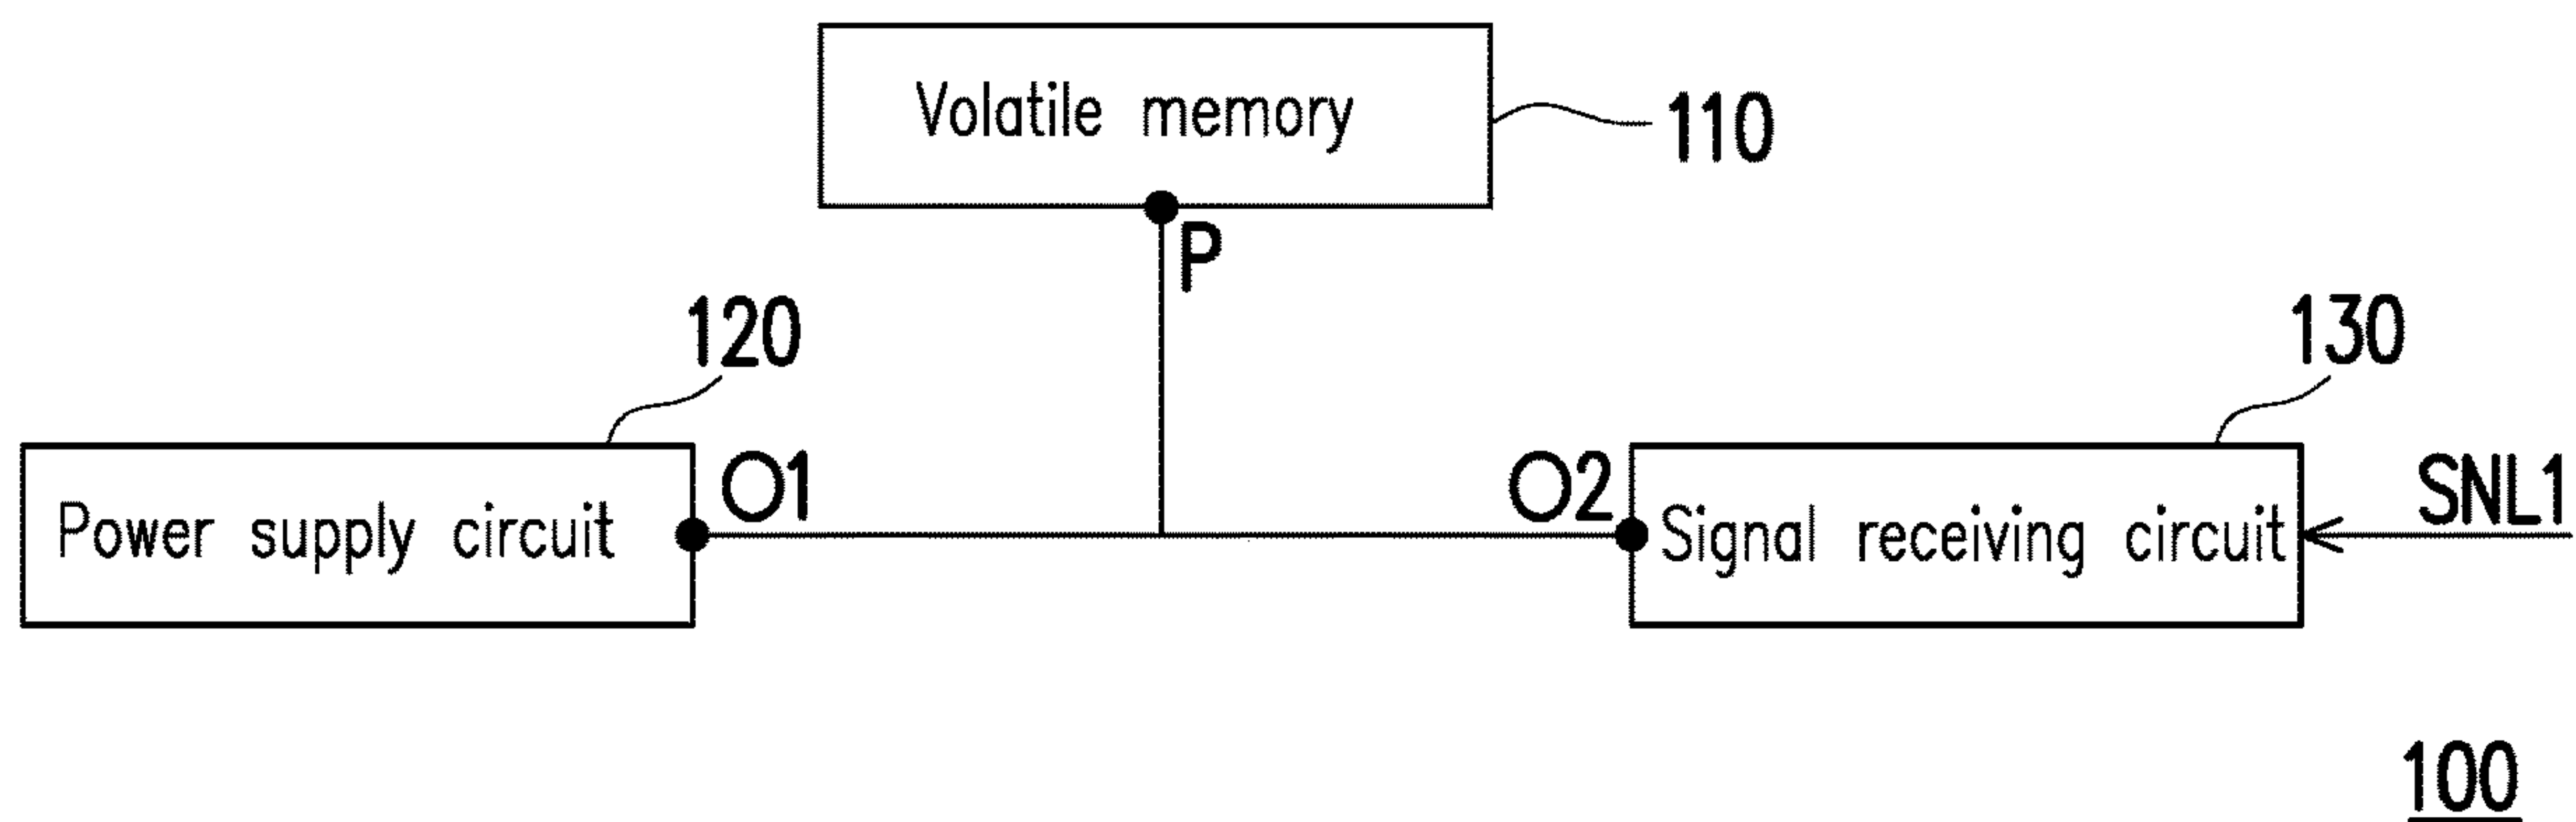 Volatile memory
110
P
120
130
O1
O2
SNL1
Power supply circuit
Signal receiving circuit
100